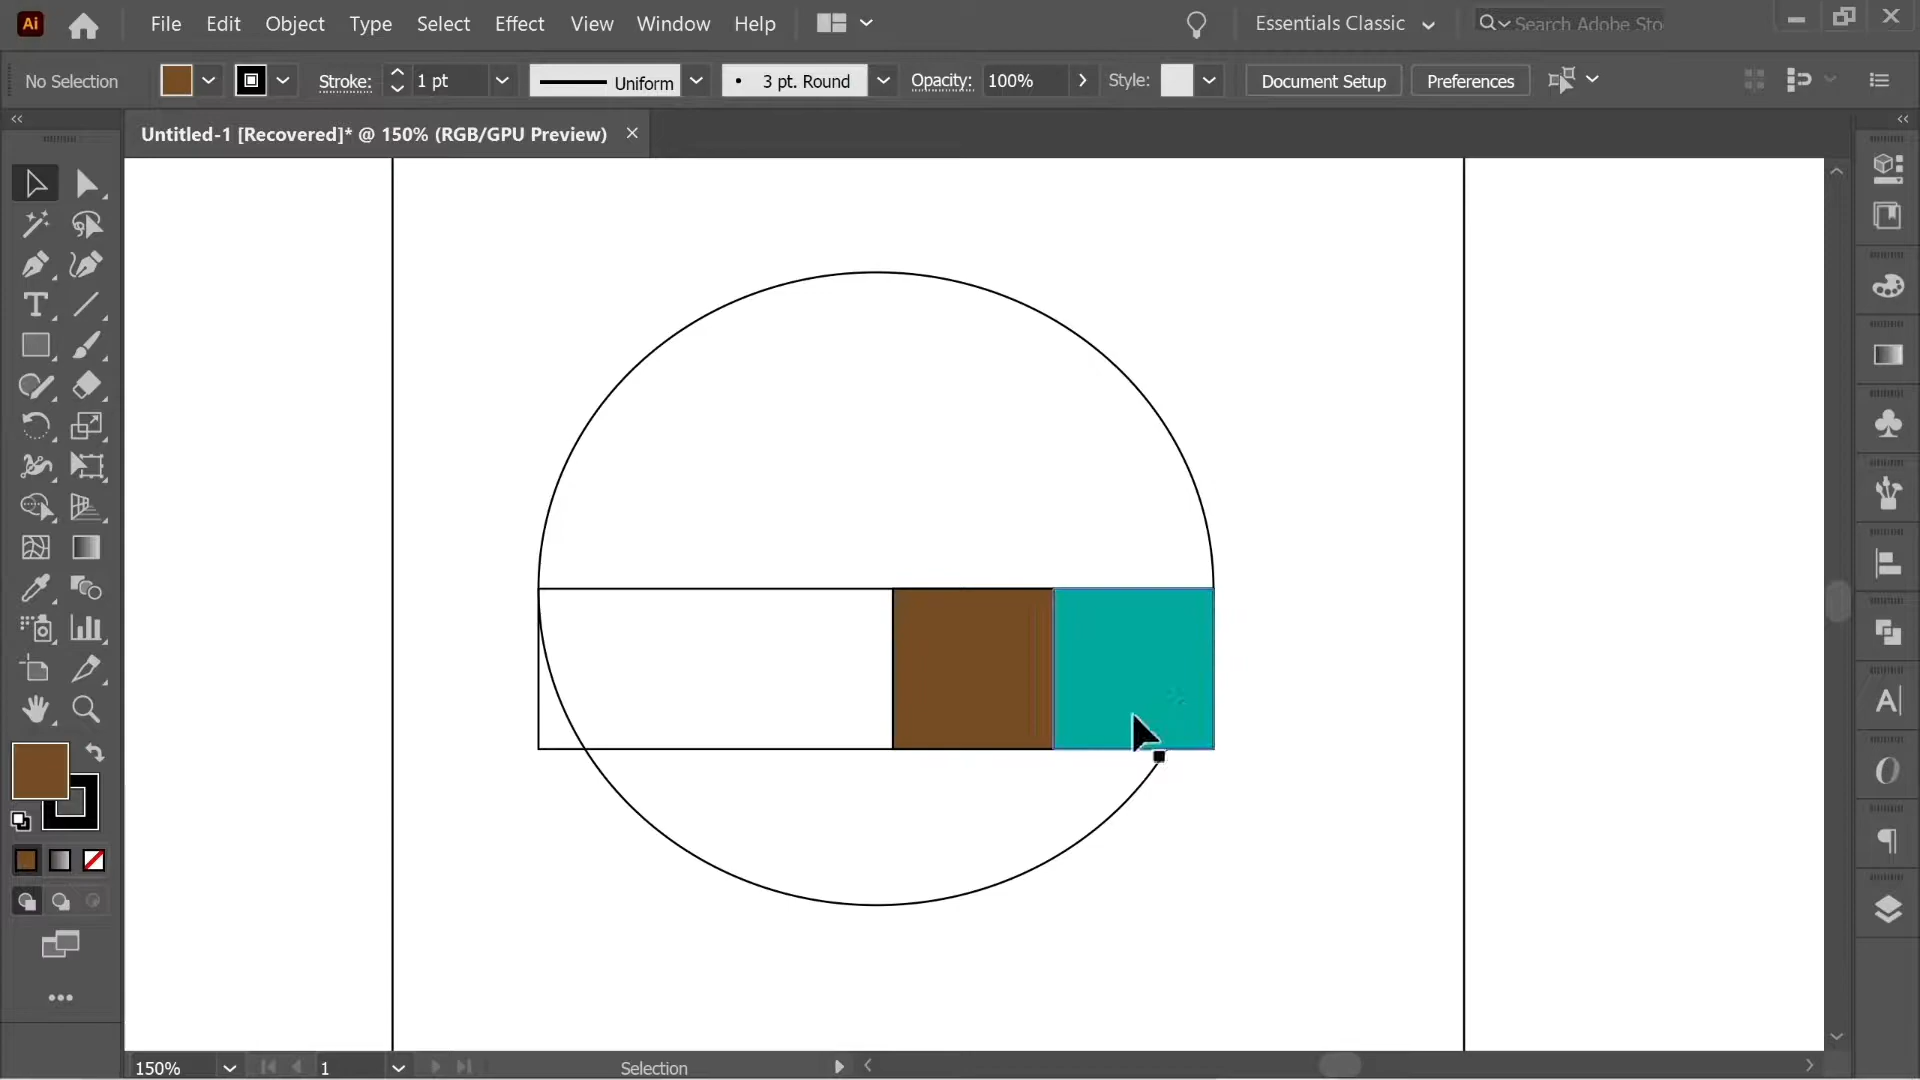 Ai File Edit Object Type Select Effect View Window Help Essentials Classic Search Adobe Sto
No Selection Stroke: 1 pt Uniform 3 pt. Round Opacity: 100% Style: Document Setup Preferences
Untitled-1 [Recovered]* @ 150% (RGB/GPU Preview)
150% 1 Selection